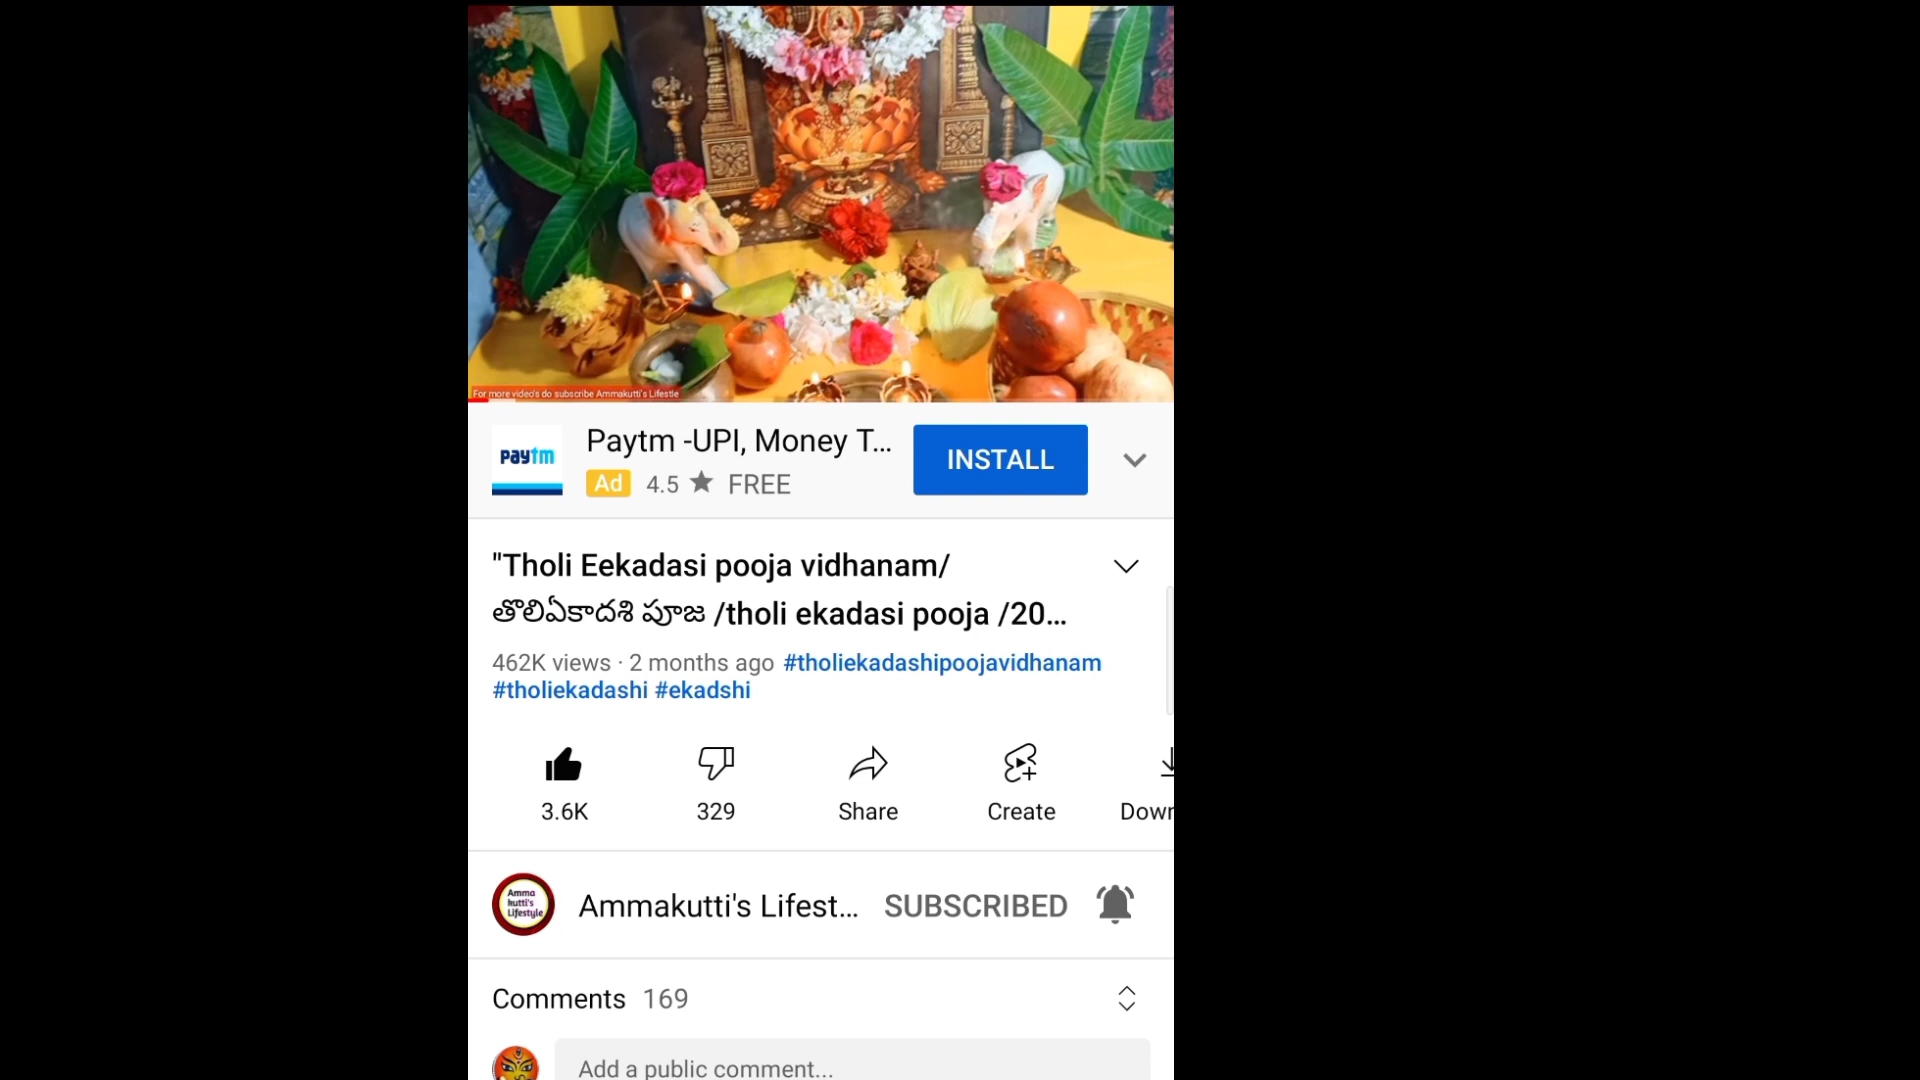 For more video's do subscribe Ammakutti's Lifestle
paytm
Paytm -UPI, Money T...
INSTALL
Ad 4.5 ★ FREE
"Tholi Eekadasi pooja vidhanam/
తొలిఏకాదశి పూజ /tholi ekadasi pooja /20...
462K views · 2 months ago #tholiekadashipoojavidhanam
#tholiekadashi #ekadshi
3.6K 329 Share Create Down
Amma
kutti's
Lifestyle
Ammakutti's Lifest... SUBSCRIBED
Comments 169
Add a public comment...